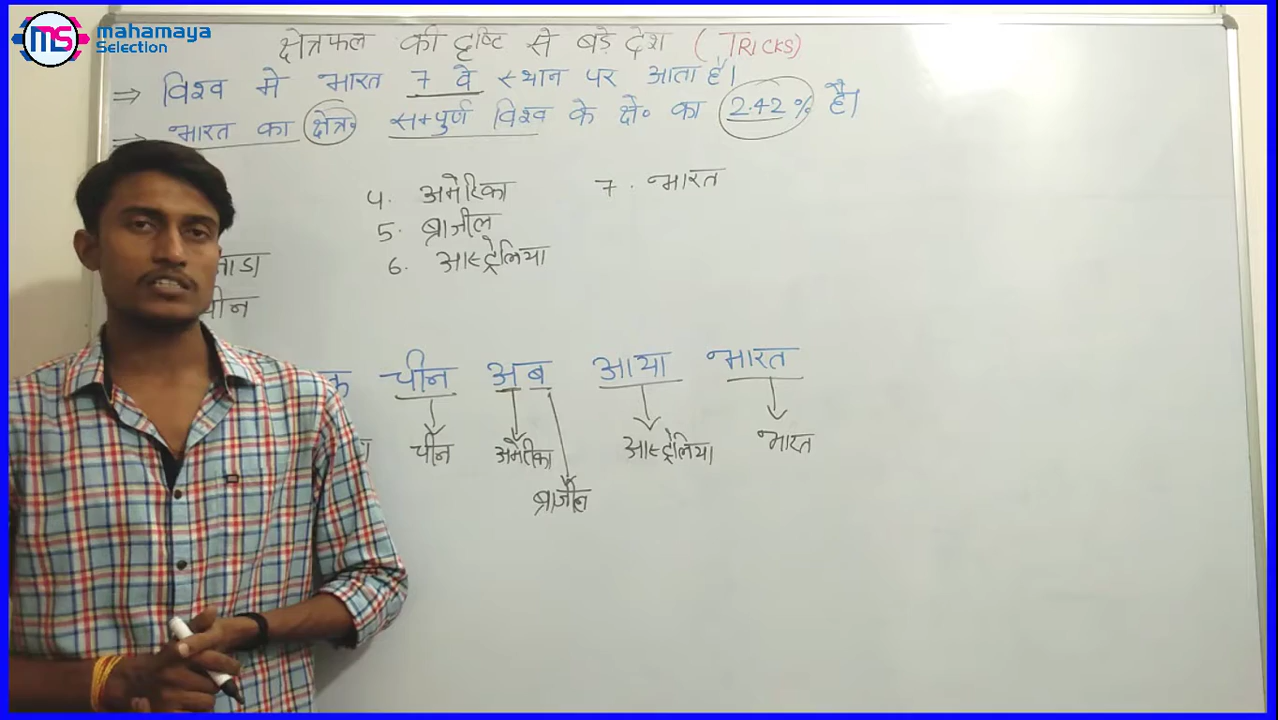 MS mahamaya
Selection
क्षेत्रफल की दृष्टि से बड़े देश (TRICKS)
⇒ विश्व मे भारत 7 वे स्थान पर आता है।
⇒ भारत का क्षेत्र. सम्पुर्ण विश्व के क्षे० का 2.42 % है।
4. अमेरिका 7. भारत
5. ब्राजील
6. आस्ट्रेलिया
नाडा
चीन
क चीन अब आया भारत
चीन अमेरिका आस्ट्रेलिया भारत
ब्राजील